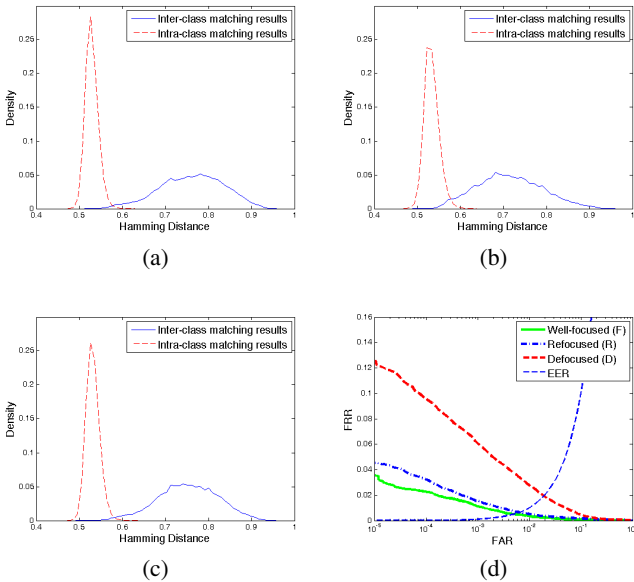 Inter-class matching results
Intra-class matching results
0.25
0.2
0.15
0.1
0.05
0
Density
0.4 0.5 0.6 0.7 0.8 0.9 1
Hamming Distance
(a)
Inter-class matching results
Intra-class matching results
0.25
0.2
0.15
0.1
0.05
0
Density
0.4 0.5 0.6 0.7 0.8 0.9 1
Hamming Distance
(b)
Inter-class matching results
Intra-class matching results
0.25
0.2
0.15
0.1
0.05
0
Density
0.4 0.5 0.6 0.7 0.8 0.9 1
Hamming Distance
(c)
Well-focused (F)
Refocused (R)
Defocused (D)
EER
0.16
0.14
0.12
0.1
0.08
0.06
0.04
0.02
0
FRR
10⁻⁵ 10⁻⁴ 10⁻³ 10⁻² 10⁻¹ 10⁰
FAR
(d)